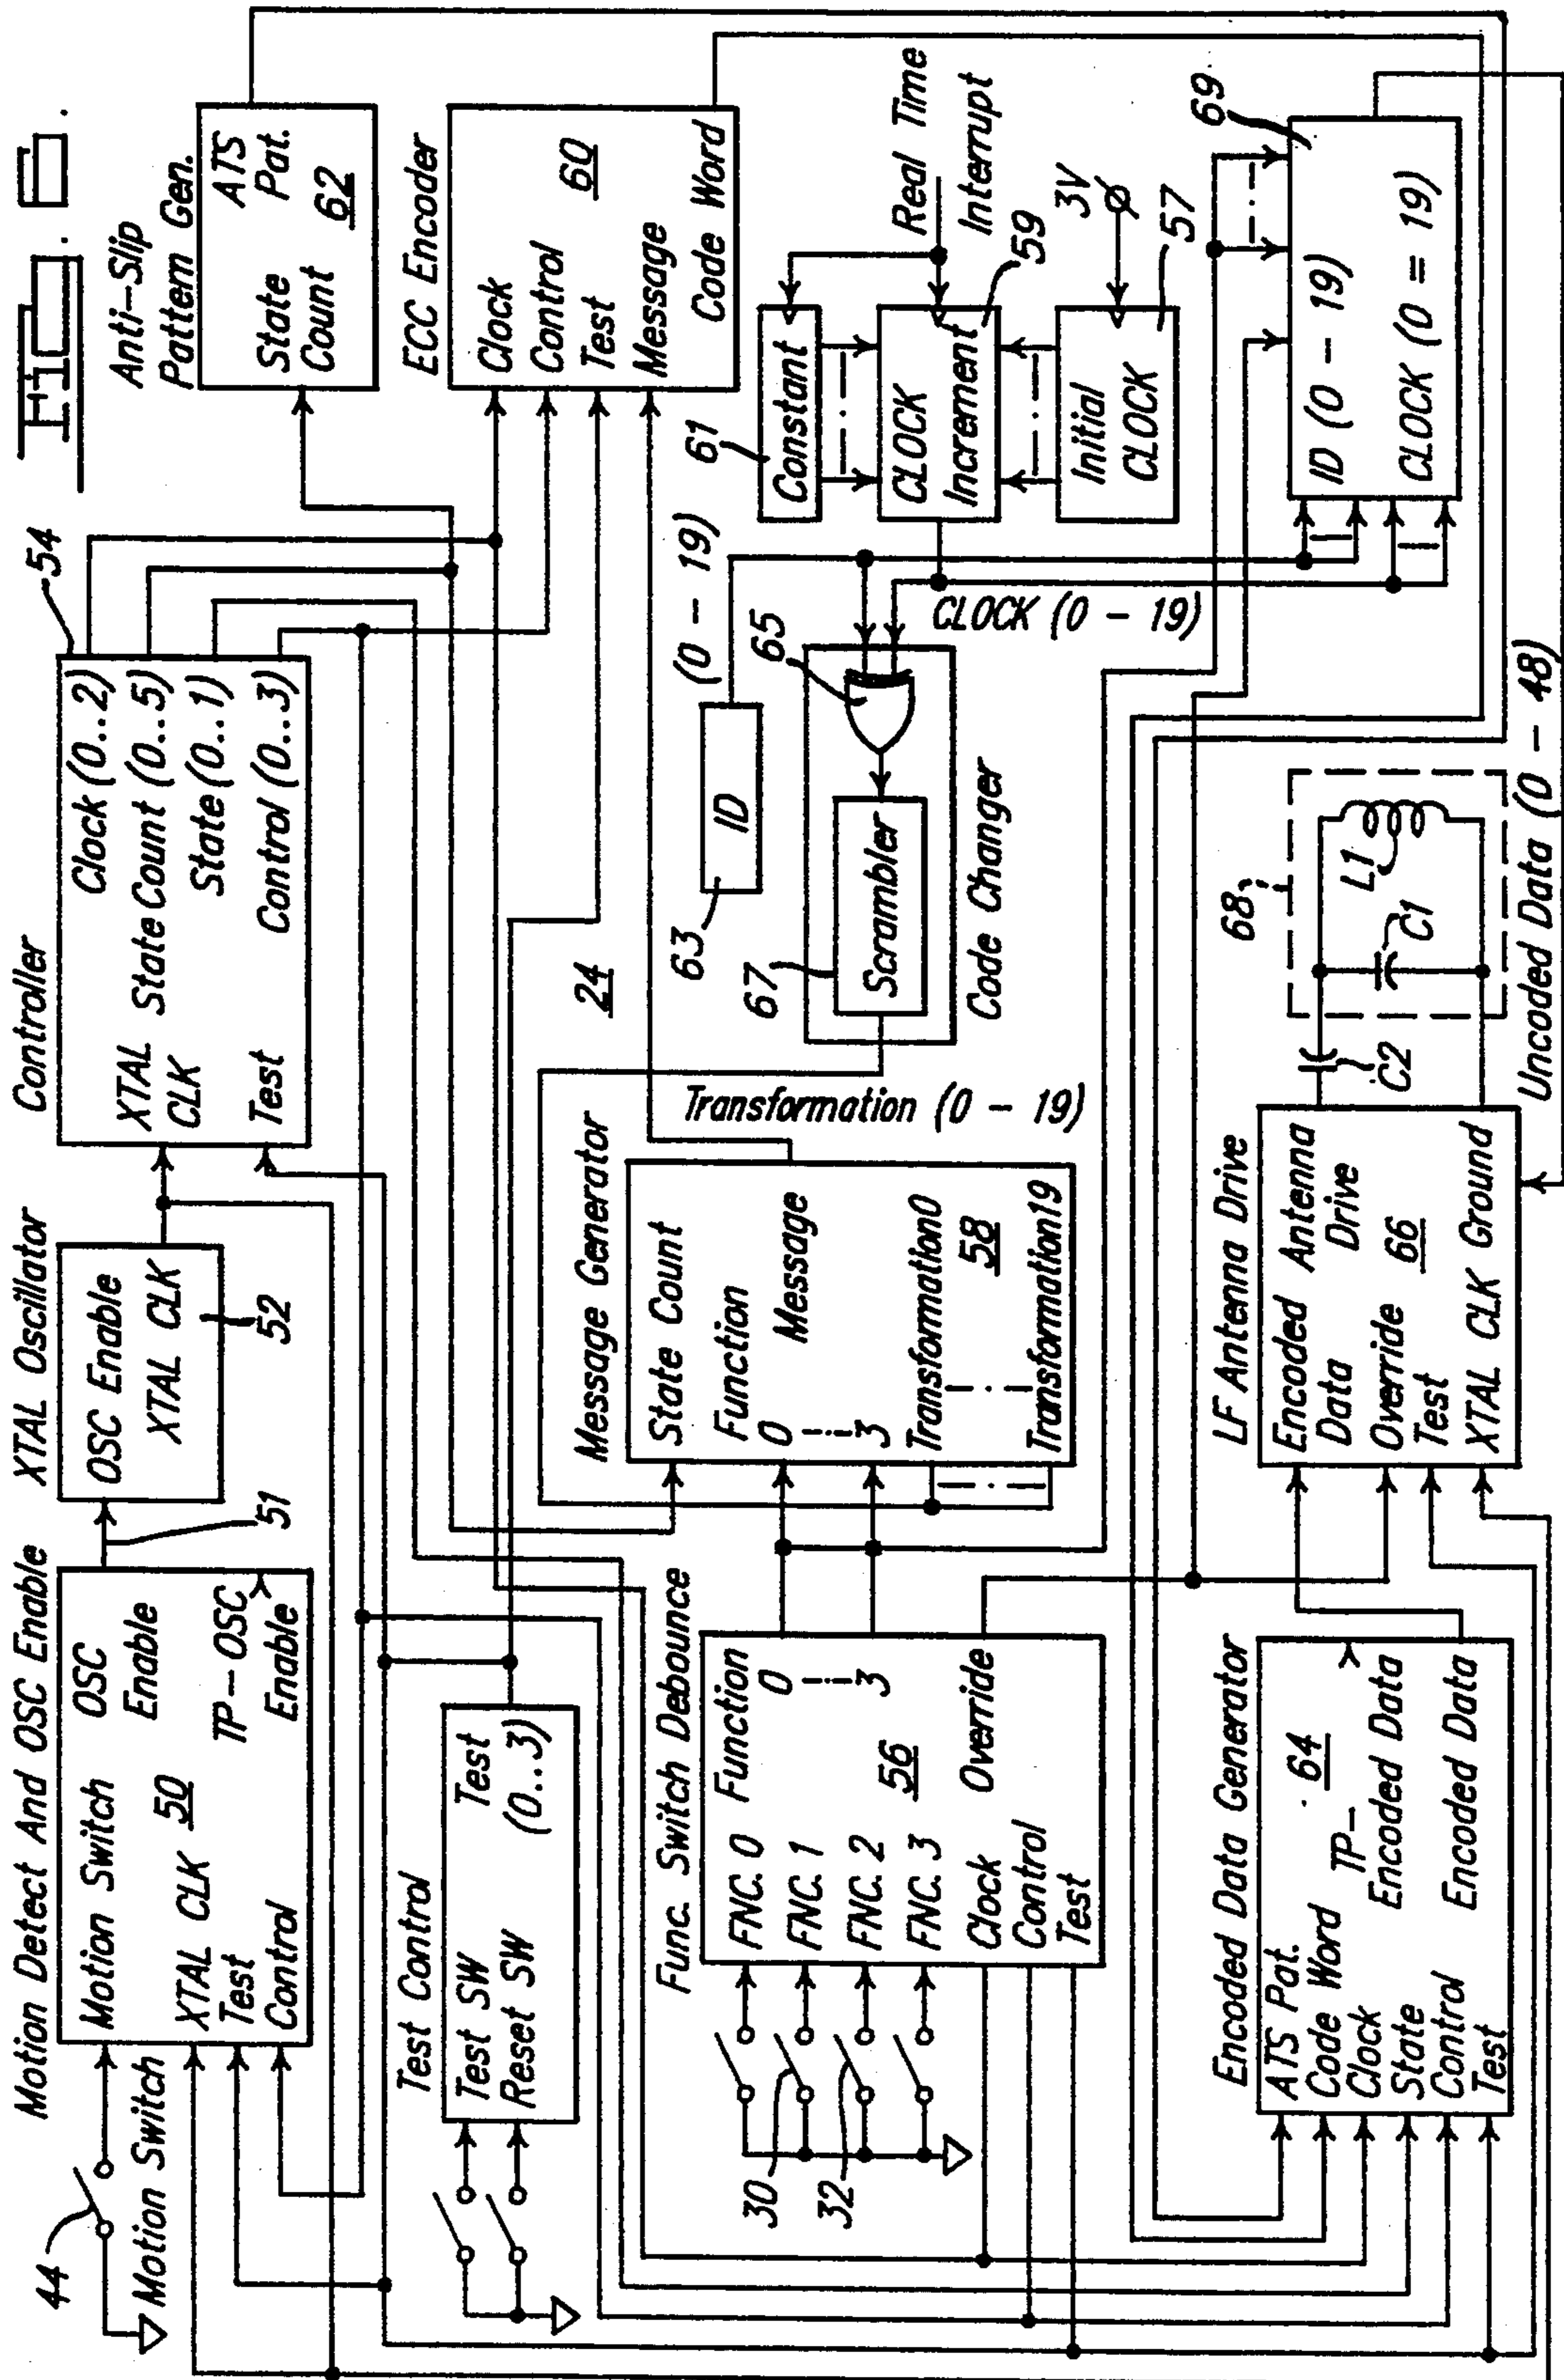 FIG. 6.
Motion Detect And OSC Enable
44
Motion Switch
Motion Switch
OSC
Enable
XTAL CLK 50
TP-OSC
Test
Enable
Control
51
XTAL Oscillator
OSC Enable
XTAL CLK
52
Controller
54
XTAL
CLK
Test
Clock (0..2)
State Count (0..5)
State (0..1)
Control (0..3)
Anti-Slip
Pattem Gen.
State
Count
ATS
Pat.
62
Test Control
Test SW
Reset SW
Test
(0..3)
24
ECC Encoder
Clock
Control
Test
Message
60
Code Word
Func. Switch Debounce
30
32
FNC. 0
FNC. 1
FNC. 2
FNC. 3
Function
0
3
56
Clock
Override
Control
Test
Message Generator
State Count
Function
0
3
Message
Transformation0
58
Transformation19
Transformation (0 - 19)
63
ID
(0 - 19)
67
Scrambler
65
Code Changer
CLOCK (0 - 19)
61
Constant
CLOCK
Increment
59
Real Time
Interrupt
Initial
CLOCK
57
3V
Encoded Data Generator
ATS Pat.
Code Word
Clock
State
Control
Test
64
TP-
Encoded Data
Encoded Data
LF Antenna Drive
Encoded
Data
Antenna
Drive
Override
Test
66
XTAL CLK Ground
C2
68
C1
L1
69
ID (0 - 19)
CLOCK (0 = 19)
Uncoded Data (0 - 48)